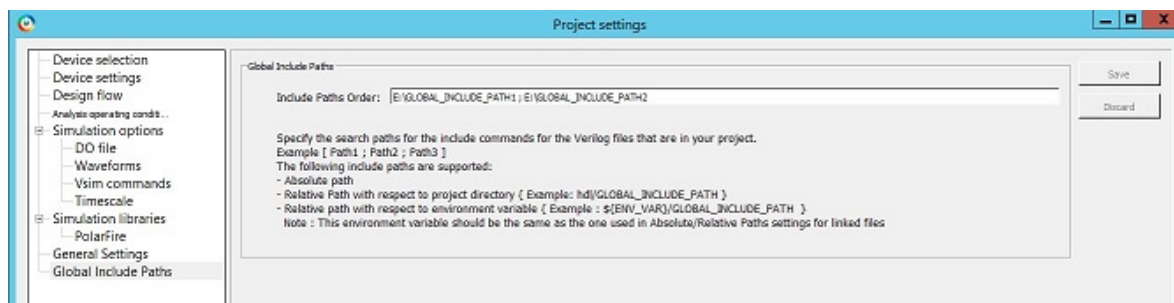 Project settings
Device selection
Device settings
Design flow
Analysis operating conditi...
Simulation options
DO file
Waveforms
Vsim commands
Timescale
Simulation libraries
PolarFire
General Settings
Global Include Paths
Global Include Paths
Include Paths Order: E:\GLOBAL_INCLUDE_PATH1; E:\GLOBAL_INCLUDE_PATH2
Specify the search paths for the include commands for the Verilog files that are in your project.
Example [ Path1 ; Path2 ; Path3 ]
The following include paths are supported:
- Absolute path
- Relative Path with respect to project directory { Example: hdl/GLOBAL_INCLUDE_PATH }
- Relative path with respect to environment variable { Example : ${ENV_VAR}/GLOBAL_INCLUDE_PATH }
Note : This environment variable should be the same as the one used in Absolute/Relative Paths settings for linked files
Save
Discard